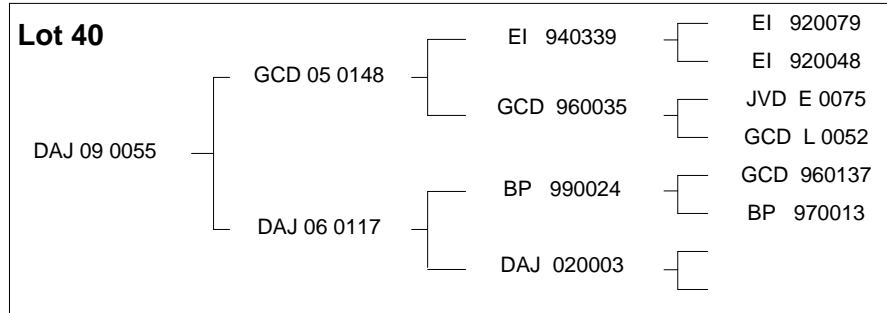 Lot 40
DAJ 09 0055
GCD 05 0148
DAJ 06 0117
EI 940339
GCD 960035
BP 990024
DAJ 020003
EI 920079
EI 920048
JVD E 0075
GCD L 0052
GCD 960137
BP 970013